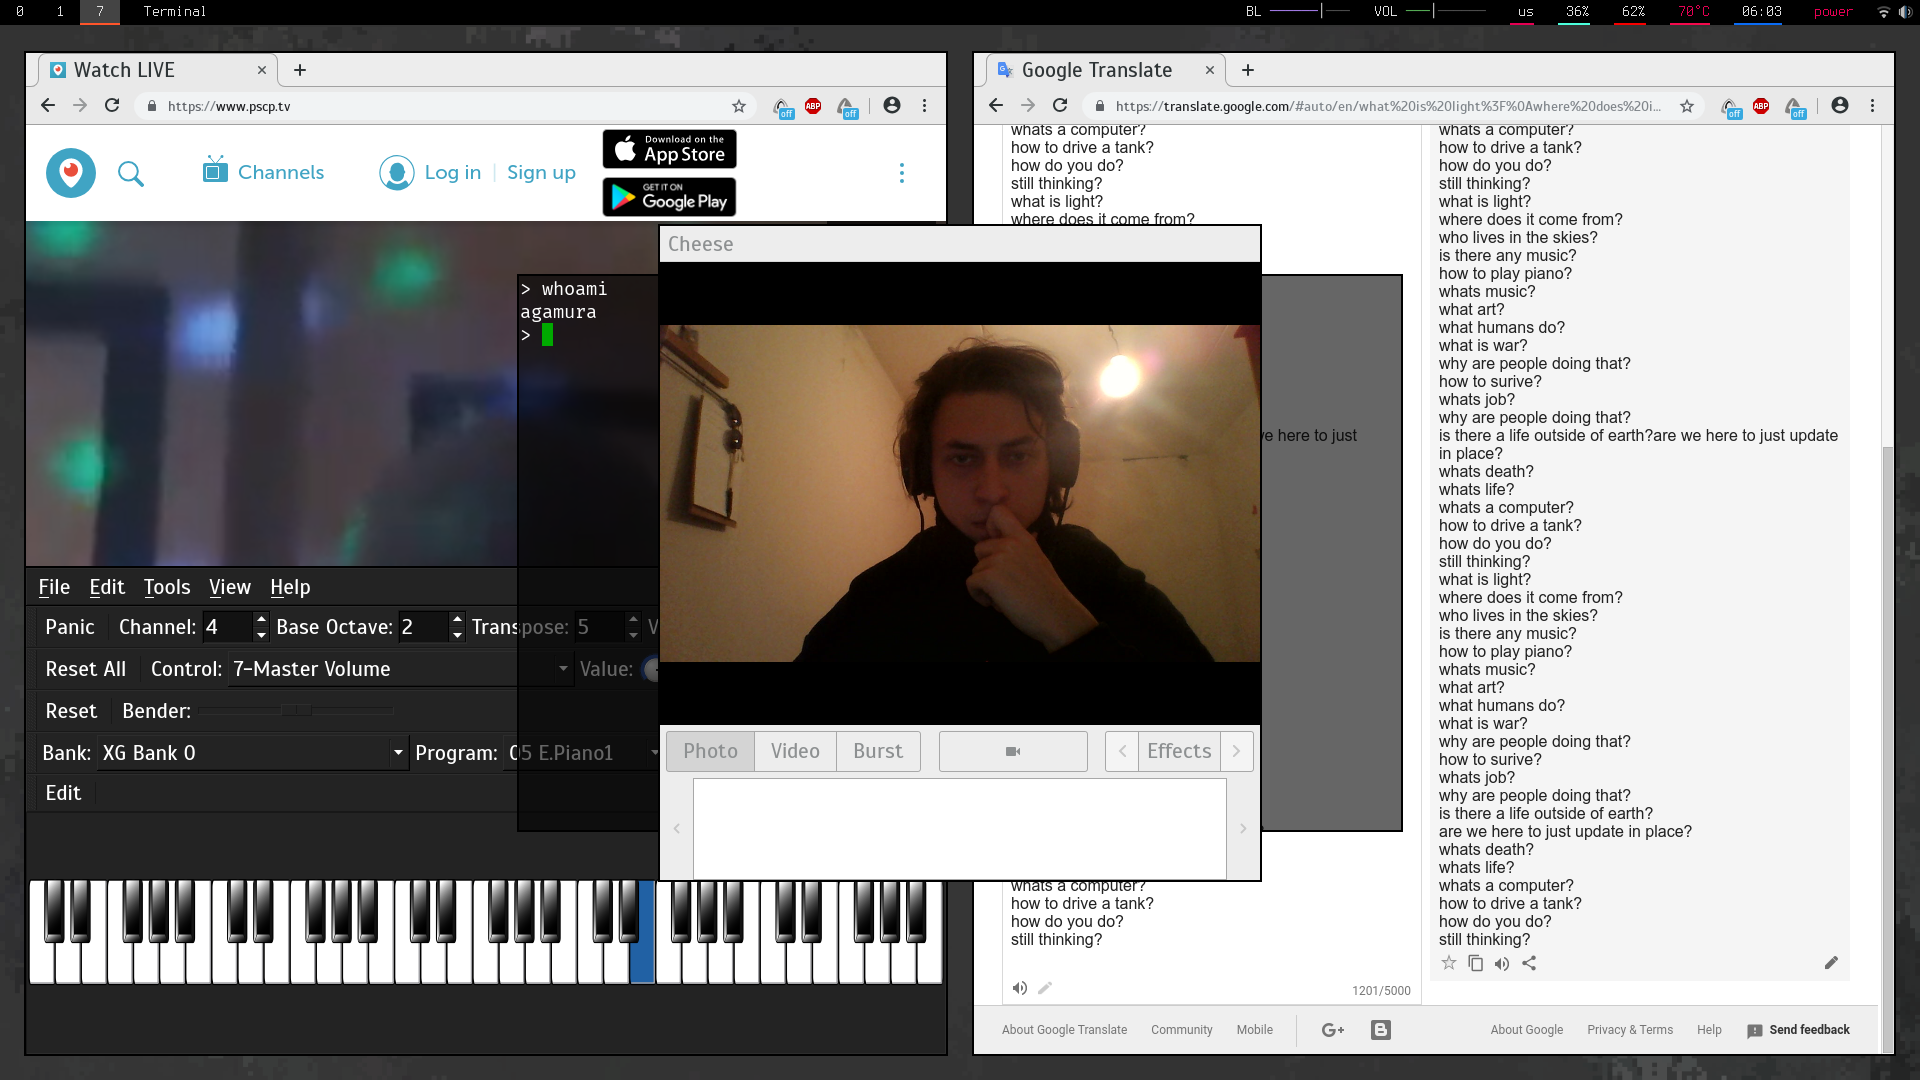 0 1 7 Terminal BL VOL us 36% 62% 70°C 06:03 power
Watch LIVE
https://www.pscp.tv
off ABP off
Channels Log in Sign up
Download on the
App Store
GET IT ON
Google Play
> whoami
agamura
>
File Edit Tools View Help
Panic Channel: 4 Base Octave: 2 Transpose: 5 V
Reset All Control: 7-Master Volume Value:
Reset Bender:
Bank: XG Bank 0 Program: 05 E.Piano1
Edit
Cheese
Photo Video Burst Effects
Google Translate
https://translate.google.com/#auto/en/what%20is%20light%3F%0Awhere%20does%20i...
off ABP off
whats a computer?
how to drive a tank?
how do you do?
still thinking?
what is light?
where does it come from?
we here to just
whats a computer?
how to drive a tank?
how do you do?
still thinking?
1201/5000
whats a computer?
how to drive a tank?
how do you do?
still thinking?
what is light?
where does it come from?
who lives in the skies?
is there any music?
how to play piano?
whats music?
what art?
what humans do?
what is war?
why are people doing that?
how to surive?
whats job?
why are people doing that?
is there a life outside of earth?are we here to just update
in place?
whats death?
whats life?
whats a computer?
how to drive a tank?
how do you do?
still thinking?
what is light?
where does it come from?
who lives in the skies?
is there any music?
how to play piano?
whats music?
what art?
what humans do?
what is war?
why are people doing that?
how to surive?
whats job?
why are people doing that?
is there a life outside of earth?
are we here to just update in place?
whats death?
whats life?
whats a computer?
how to drive a tank?
how do you do?
still thinking?
About Google Translate Community Mobile G+ About Google Privacy & Terms Help Send feedback